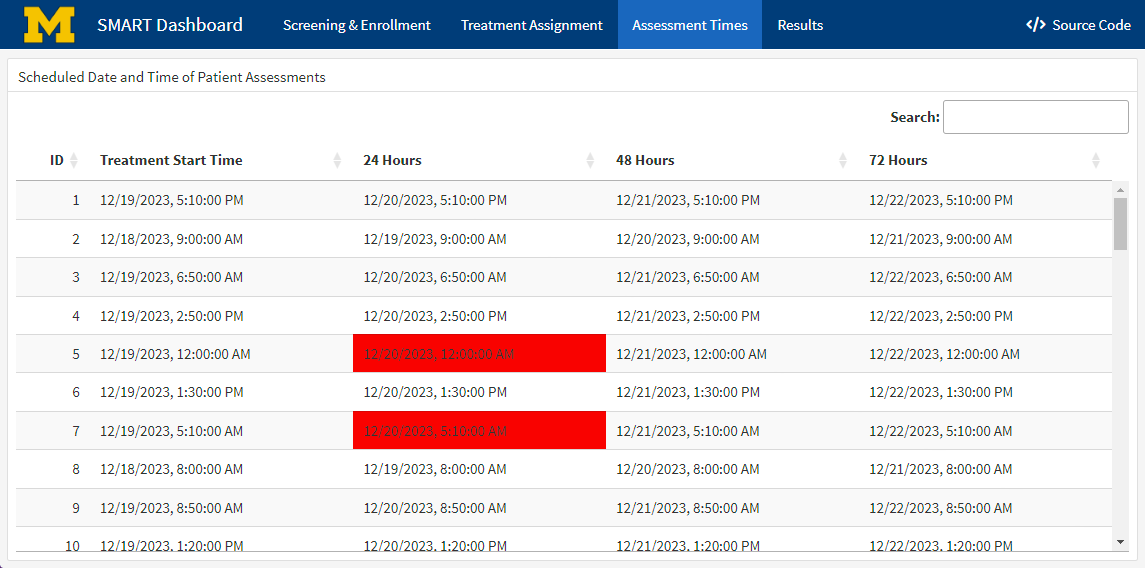 M SMART Dashboard Screening & Enrollment Treatment Assignment Assessment Times Results </> Source Code
Scheduled Date and Time of Patient Assessments
Search:
ID Treatment Start Time 24 Hours 48 Hours 72 Hours
1 12/19/2023, 5:10:00 PM 12/20/2023, 5:10:00 PM 12/21/2023, 5:10:00 PM 12/22/2023, 5:10:00 PM
2 12/18/2023, 9:00:00 AM 12/19/2023, 9:00:00 AM 12/20/2023, 9:00:00 AM 12/21/2023, 9:00:00 AM
3 12/19/2023, 6:50:00 AM 12/20/2023, 6:50:00 AM 12/21/2023, 6:50:00 AM 12/22/2023, 6:50:00 AM
4 12/19/2023, 2:50:00 PM 12/20/2023, 2:50:00 PM 12/21/2023, 2:50:00 PM 12/22/2023, 2:50:00 PM
5 12/19/2023, 12:00:00 AM 12/20/2023, 12:00:00 AM 12/21/2023, 12:00:00 AM 12/22/2023, 12:00:00 AM
6 12/19/2023, 1:30:00 PM 12/20/2023, 1:30:00 PM 12/21/2023, 1:30:00 PM 12/22/2023, 1:30:00 PM
7 12/19/2023, 5:10:00 AM 12/20/2023, 5:10:00 AM 12/21/2023, 5:10:00 AM 12/22/2023, 5:10:00 AM
8 12/18/2023, 8:00:00 AM 12/19/2023, 8:00:00 AM 12/20/2023, 8:00:00 AM 12/21/2023, 8:00:00 AM
9 12/19/2023, 8:50:00 AM 12/20/2023, 8:50:00 AM 12/21/2023, 8:50:00 AM 12/22/2023, 8:50:00 AM
10 12/19/2023, 1:20:00 PM 12/20/2023, 1:20:00 PM 12/21/2023, 1:20:00 PM 12/22/2023, 1:20:00 PM